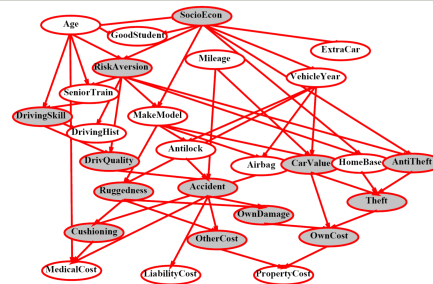 SocioEcon
Age
GoodStudent
ExtraCar
Mileage
RiskAversion
VehicleYear
SeniorTrain
DrivingSkill
MakeModel
DrivingHist
Antilock
DrivQuality
Airbag
CarValue
HomeBase
AntiTheft
Ruggedness
Accident
Theft
OwnDamage
Cushioning
OtherCost
OwnCost
MedicalCost
LiabilityCost
PropertyCost